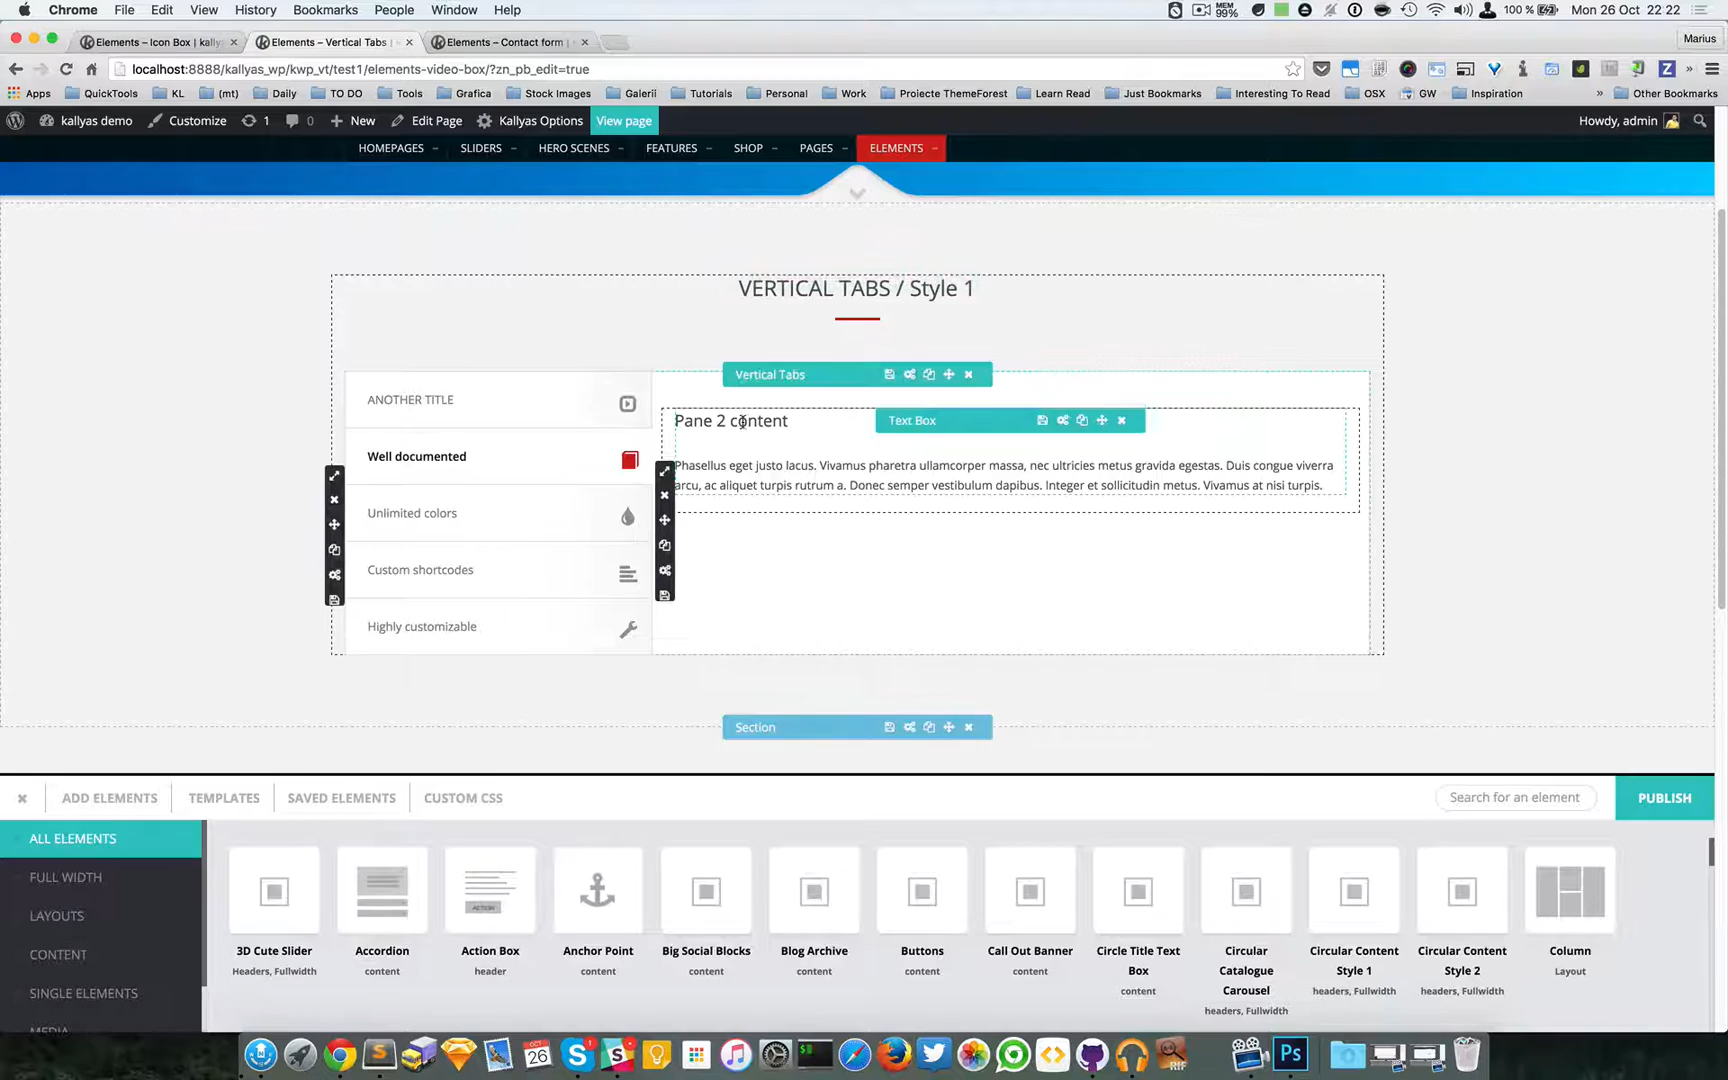 Chrome File Edit View History Bookmarks People Window Help MEM 99% 100 % Mon 26 Oct 22:22
Elements – Icon Box | kally Elements – Vertical Tabs | Elements – Contact form | Marius
localhost:8888/kallyas_wp/kwp_vt/test1/elements-video-box/?zn_pb_edit=true
Apps QuickTools KL (mt) Daily TO DO Tools Grafica Stock Images Galerii Tutorials Personal Work Proiecte ThemeForest Learn Read Just Bookmarks Interesting To Read OSX GW Inspiration » Other Bookmarks
kallyas demo Customize 1 0 New Edit Page Kallyas Options View page Howdy, admin
HOMEPAGES SLIDERS HERO SCENES FEATURES SHOP PAGES ELEMENTS
VERTICAL TABS / Style 1
Vertical Tabs
ANOTHER TITLE
Pane 2 content
Text Box
Well documented
Phasellus eget justo lacus. Vivamus pharetra ullamcorper massa, nec ultricies metus gravida egestas. Duis congue viverra
arcu, ac aliquet turpis rutrum a. Donec semper vestibulum dapibus. Integer et sollicitudin metus. Vivamus at nisi turpis.
Unlimited colors
Custom shortcodes
Highly customizable
Section
ADD ELEMENTS TEMPLATES SAVED ELEMENTS CUSTOM CSS Search for an element PUBLISH
ALL ELEMENTS
FULL WIDTH
LAYOUTS
CONTENT
SINGLE ELEMENTS
MEDIA
ACTION
3D Cute Slider
Headers, Fullwidth
Accordion
content
Action Box
header
Anchor Point
content
Big Social Blocks
content
Blog Archive
content
Buttons
content
Call Out Banner
content
Circle Title Text
Box
content
Circular
Catalogue
Carousel
headers, Fullwidth
Circular Content
Style 1
headers, Fullwidth
Circular Content
Style 2
headers, Fullwidth
Column
Layout
26
Ps
RIF